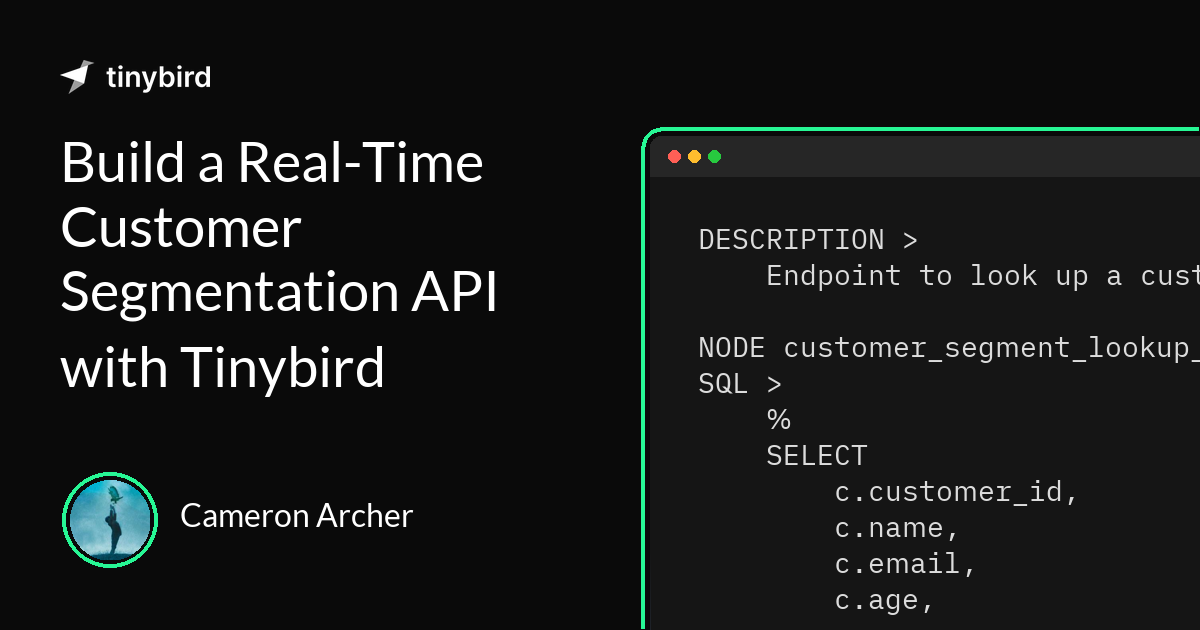 tinybird
Build a Real-Time
Customer
Segmentation API
with Tinybird
Cameron Archer
DESCRIPTION >
Endpoint to look up a cust
NODE customer_segment_lookup_
SQL >
%
SELECT
c.customer_id,
c.name,
c.email,
c.age,